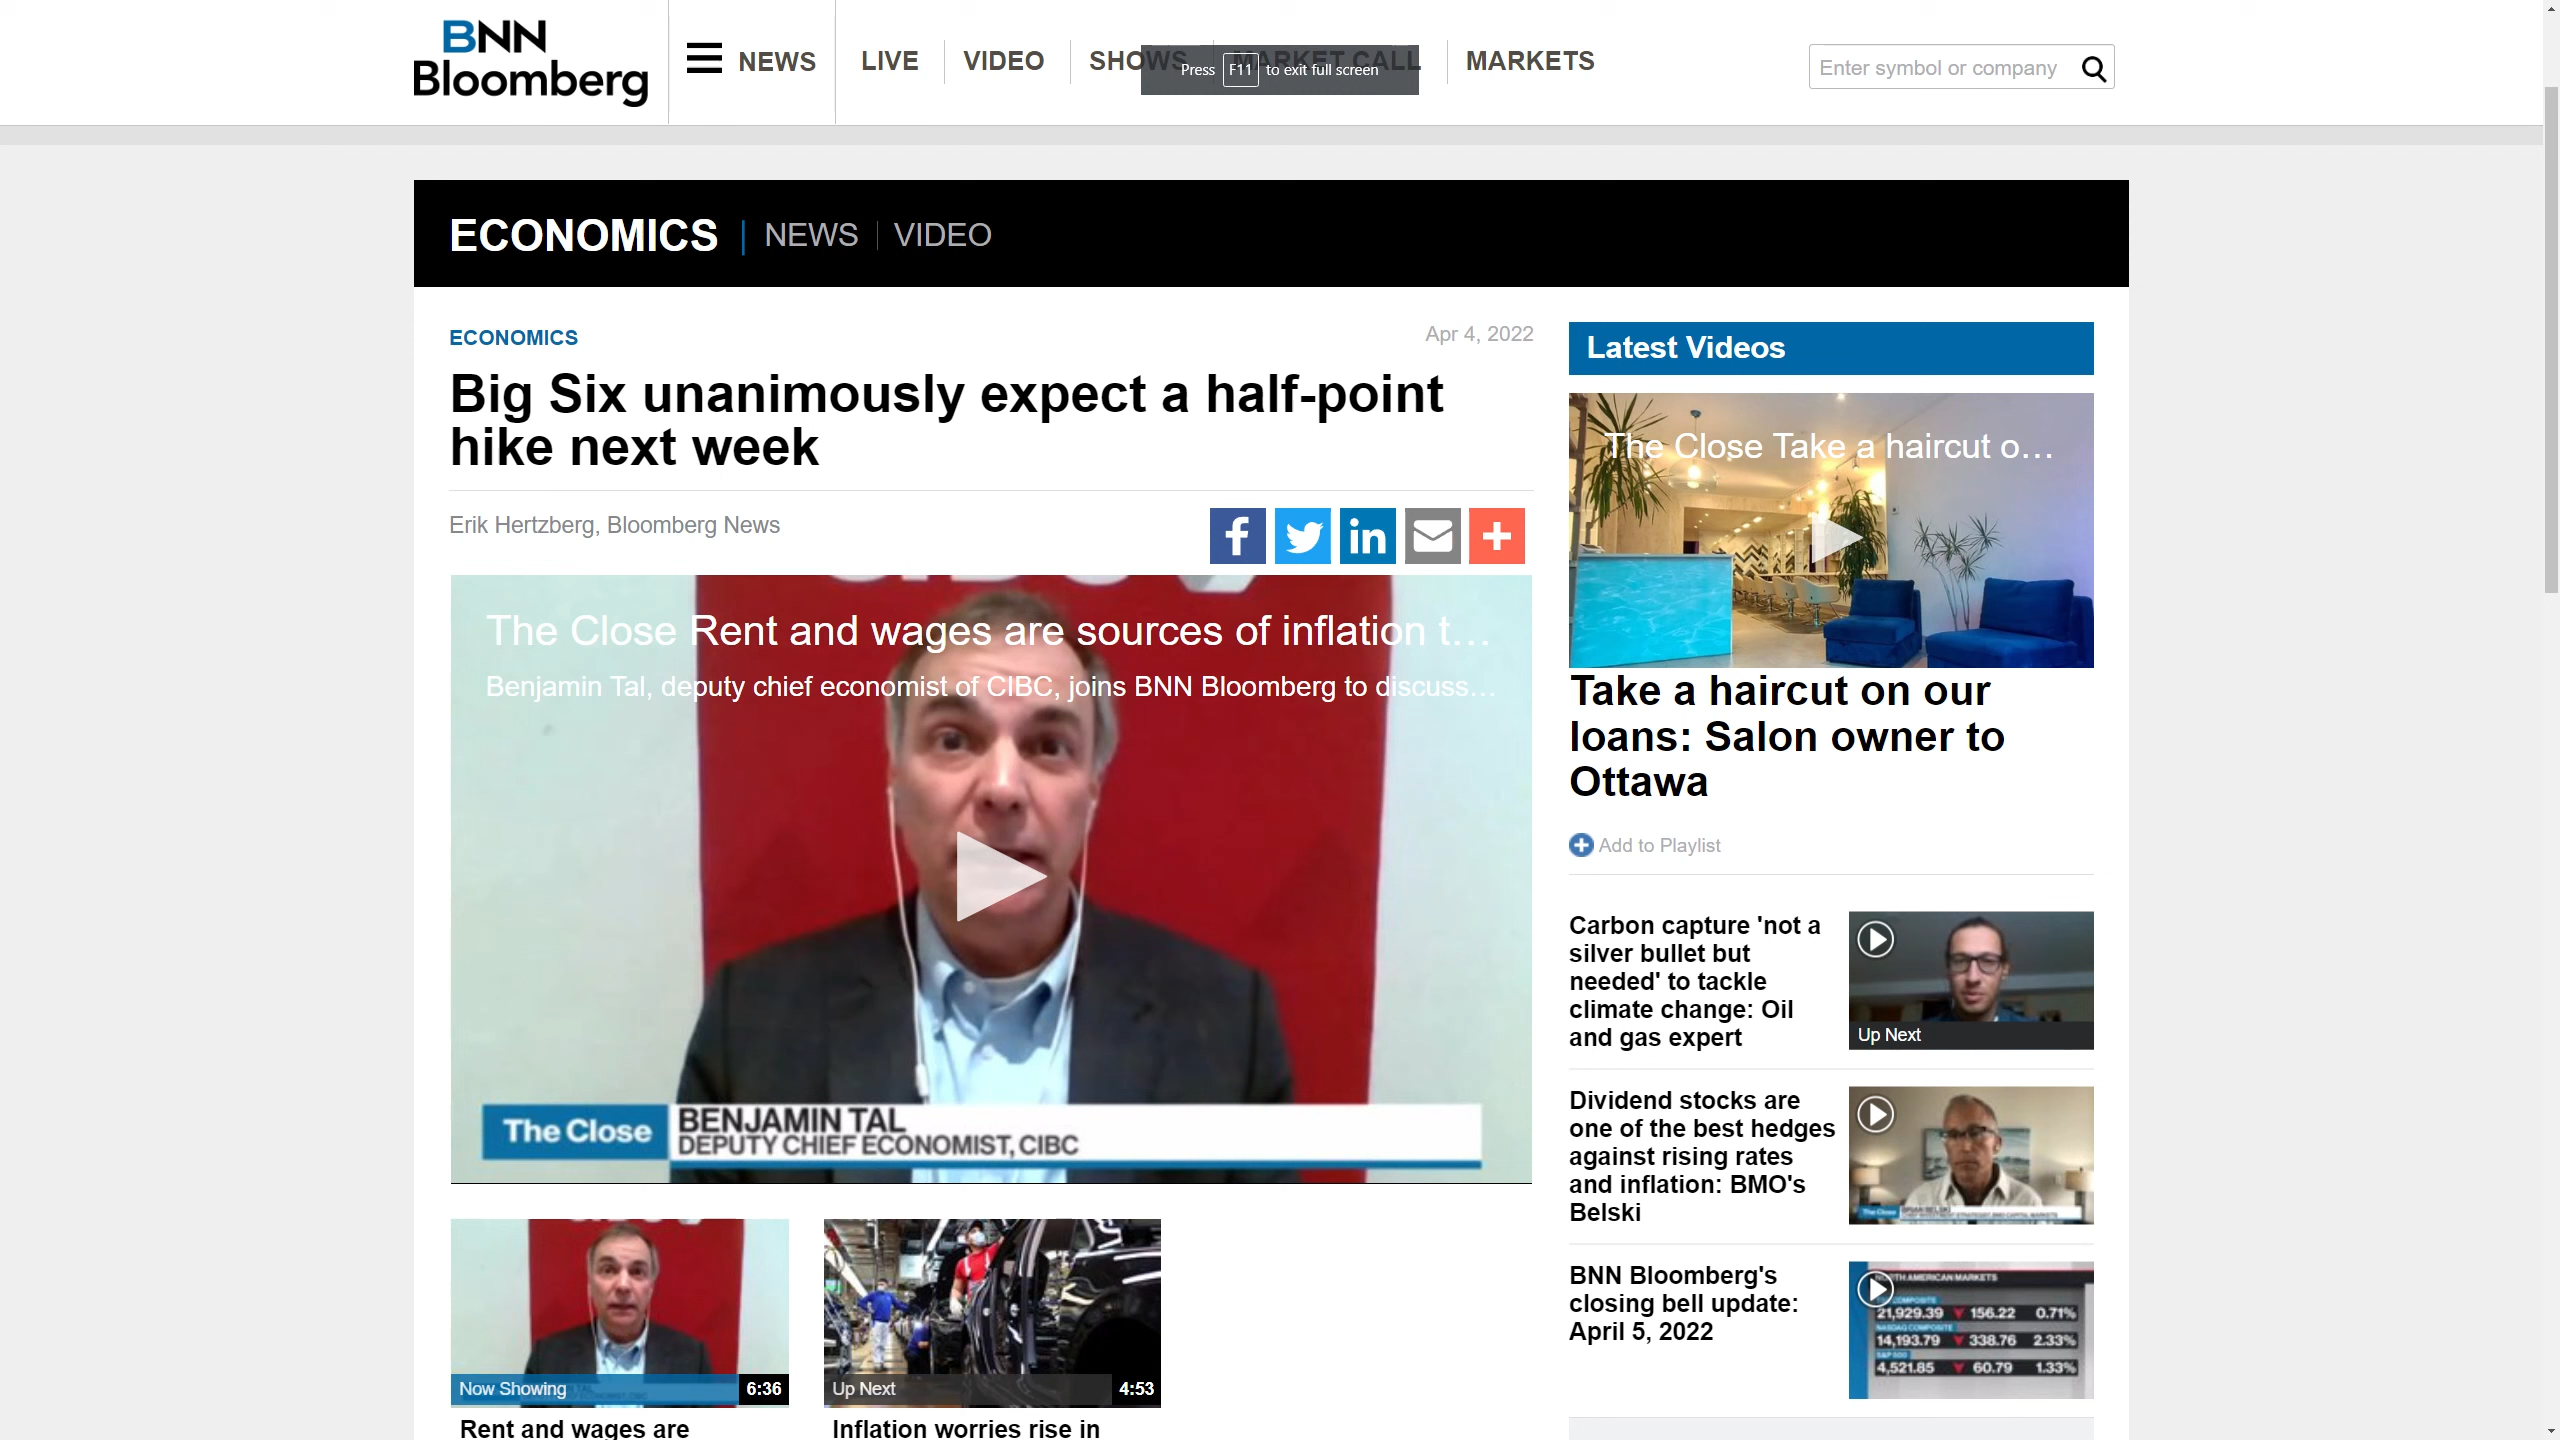 BNN
Bloomberg
NEWS
LIVE
VIDEO
SHOWS
MARKET CALL
MARKETS
Press F11 to exit full screen
Enter symbol or company
ECONOMICS
NEWS
VIDEO
ECONOMICS
Apr 4, 2022
Big Six unanimously expect a half-point
hike next week
Erik Hertzberg, Bloomberg News
The Close Rent and wages are sources of inflation t...
Benjamin Tal, deputy chief economist of CIBC, joins BNN Bloomberg to discuss...
The Close
BENJAMIN TAL
DEPUTY CHIEF ECONOMIST, CIBC
Now Showing
6:36
Rent and wages are
Up Next
4:53
Inflation worries rise in
Latest Videos
The Close Take a haircut o...
Take a haircut on our
loans: Salon owner to
Ottawa
Add to Playlist
Carbon capture 'not a
silver bullet but
needed' to tackle
climate change: Oil
and gas expert
Up Next
Dividend stocks are
one of the best hedges
against rising rates
and inflation: BMO's
Belski
The Close
BRIAN BELSKI
BNN Bloomberg's
closing bell update:
April 5, 2022
NORTH AMERICAN MARKETS
COMPOSITE
21,929.39 156.22 0.71%
NASDAQ COMPOSITE
14,193.79 338.76 2.33%
S&P 500
4,521.85 60.79 1.33%